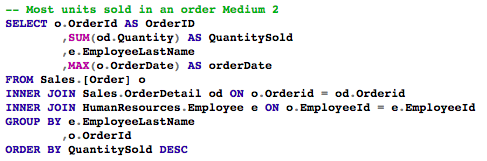 -- Most units sold in an order Medium 2
SELECT o.OrderId AS OrderID
,SUM(od.Quantity) AS QuantitySold
,e.EmployeeLastName
,MAX(o.OrderDate) AS orderDate
FROM Sales.[Order] o
INNER JOIN Sales.OrderDetail od ON o.Orderid = od.Orderid
INNER JOIN HumanResources.Employee e ON o.EmployeeId = e.EmployeeId
GROUP BY e.EmployeeLastName
,o.OrderId
ORDER BY QuantitySold DESC